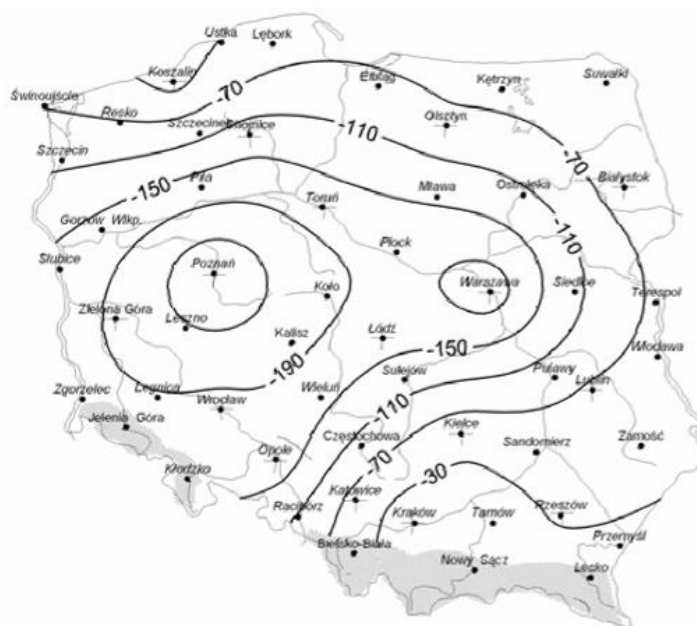 Ustka
Lębork
Koszalin
-70
Elbląg
Kętrzyn
Suwałki
Świnoujście
Resko
Szczecinek
Chojnice
-110
Olsztyn
Szczecin
-70
-150
Piła
Mława
Ostrołęka
Białystok
Toruń
Gorzów Wlkp.
-110
Płock
Słubice
Poznań
Koło
Warszawa
Siedlce
Terespol
Zielona Góra
Leszno
Kalisz
Łódź
-150
Włodawa
-190
Sulejów
Puławy
Zgorzelec
Legnica
Wrocław
Wieluń
Lublin
-110
Jelenia Góra
Kielce
Częstochowa
Sandomierz
Zamość
Opole
-70
-30
Kłodzko
Katowice
Racibórz
Kraków
Tarnów
Rzeszów
Bielsko-Biała
Przemyśl
Nowy Sącz
Lesko